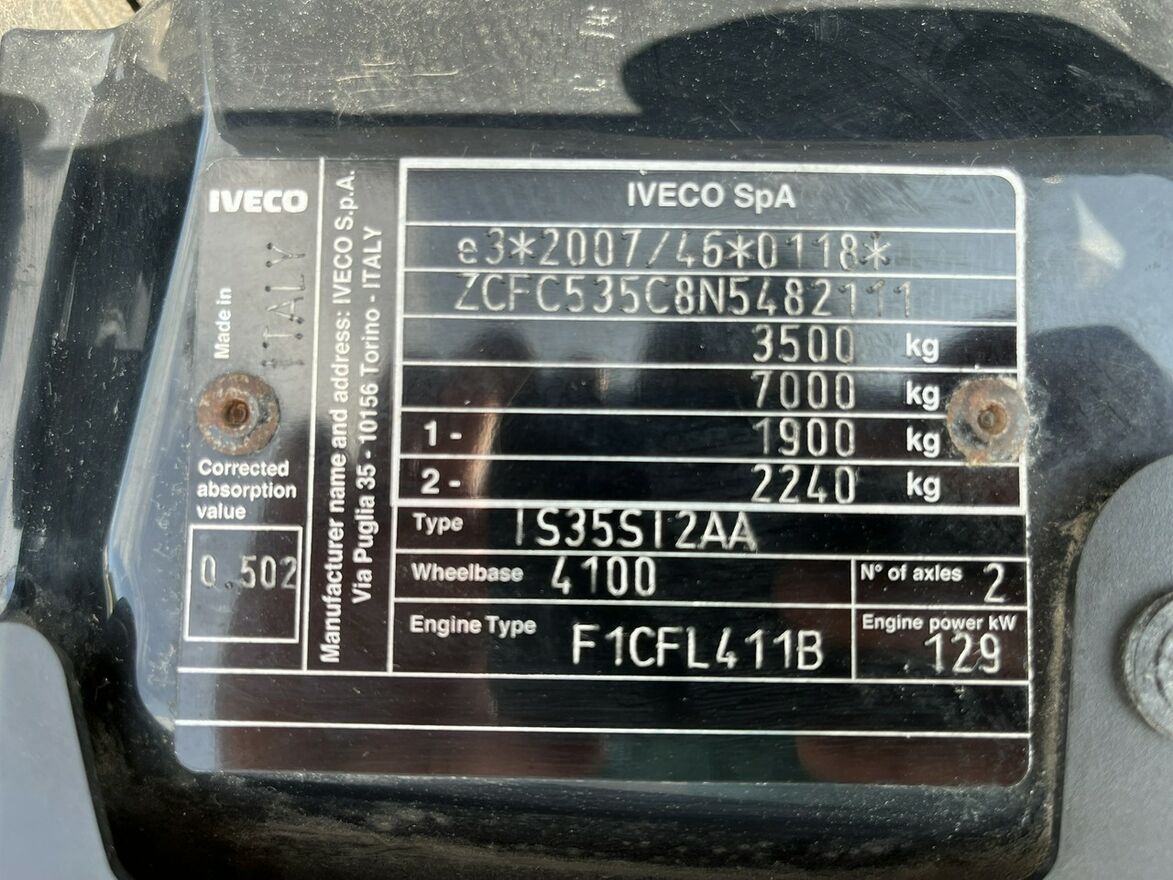 IVECO
Made in ITALY
Corrected
absorption
value
0.502
Manufacturer name and address: IVECO S.p.A.
Via Puglia 35 - 10156 Torino - ITALY
IVECO SpA
e3*2007/46*0118*
ZCFC535C8N5482111
3500 kg
7000 kg
1- 1900 kg
2- 2240 kg
Type IS35SI2AA
Wheelbase 4100 N° of axles 2
Engine Type F1CFL411B Engine power kW 129